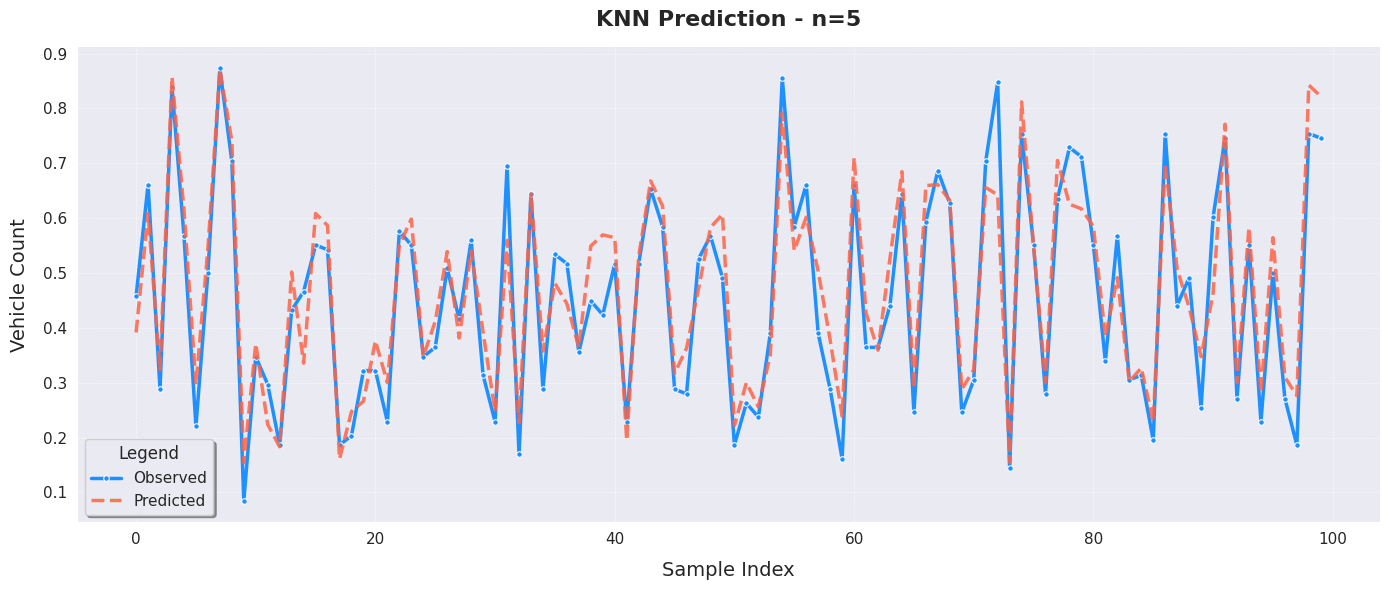 KNN Prediction - n=5
Vehicle Count
0.9
0.8
0.7
0.6
0.5
0.4
0.3
0.2
0.1
Legend
Observed
Predicted
0 20 40 60 80 100
Sample Index